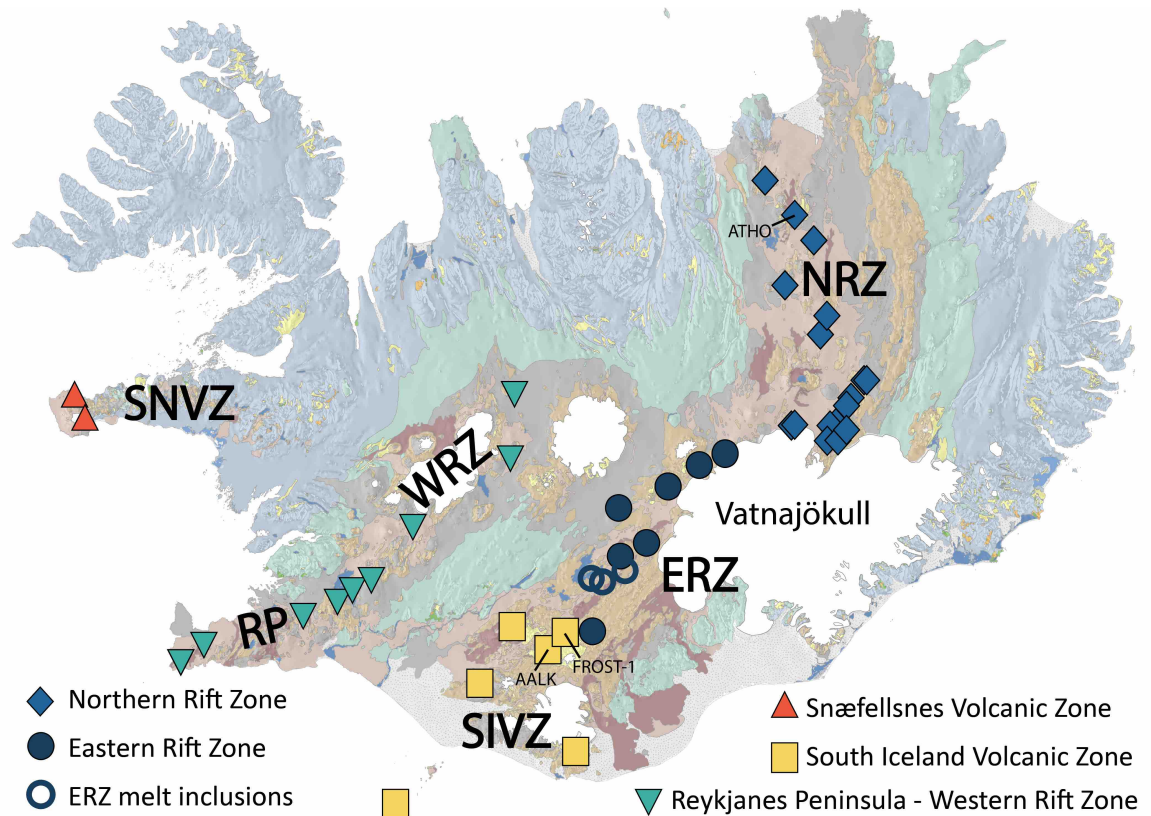 ATHO
NRZ
SNVZ
WRZ
Vatnajökull
ERZ
RP
FROST-1
AALK
SIVZ
Northern Rift Zone
Eastern Rift Zone
ERZ melt inclusions
Snæfellsnes Volcanic Zone
South Iceland Volcanic Zone
Reykjanes Peninsula - Western Rift Zone